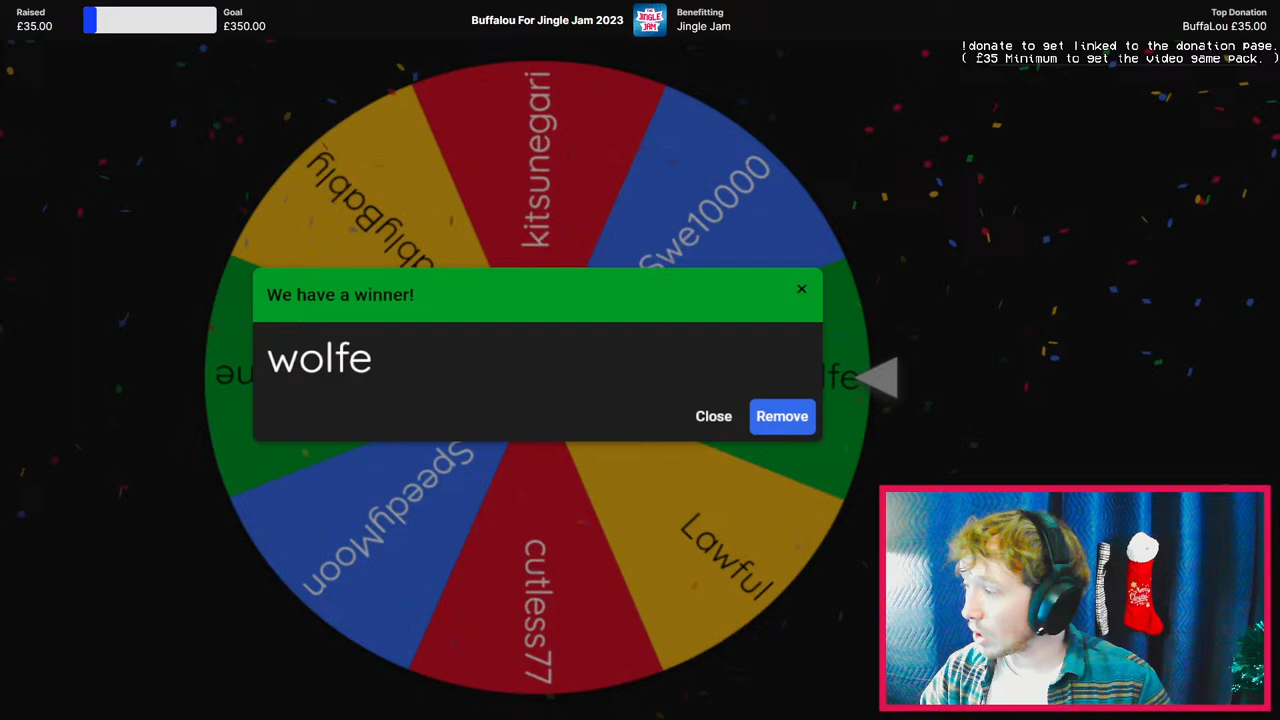 Raised
£35.00
Goal
£350.00
Buffalou For Jingle Jam 2023
THE JINGLE JAM
Benefitting
Jingle Jam
Top Donation
BuffaLou £35.00
!donate to get linked to the donation page.
( £35 Minimum to get the video game pack. )
kitsunegari
Swe10000
We have a winner!
wolfe
Close
Remove
SpeedyMoon
cutless77
Lawful